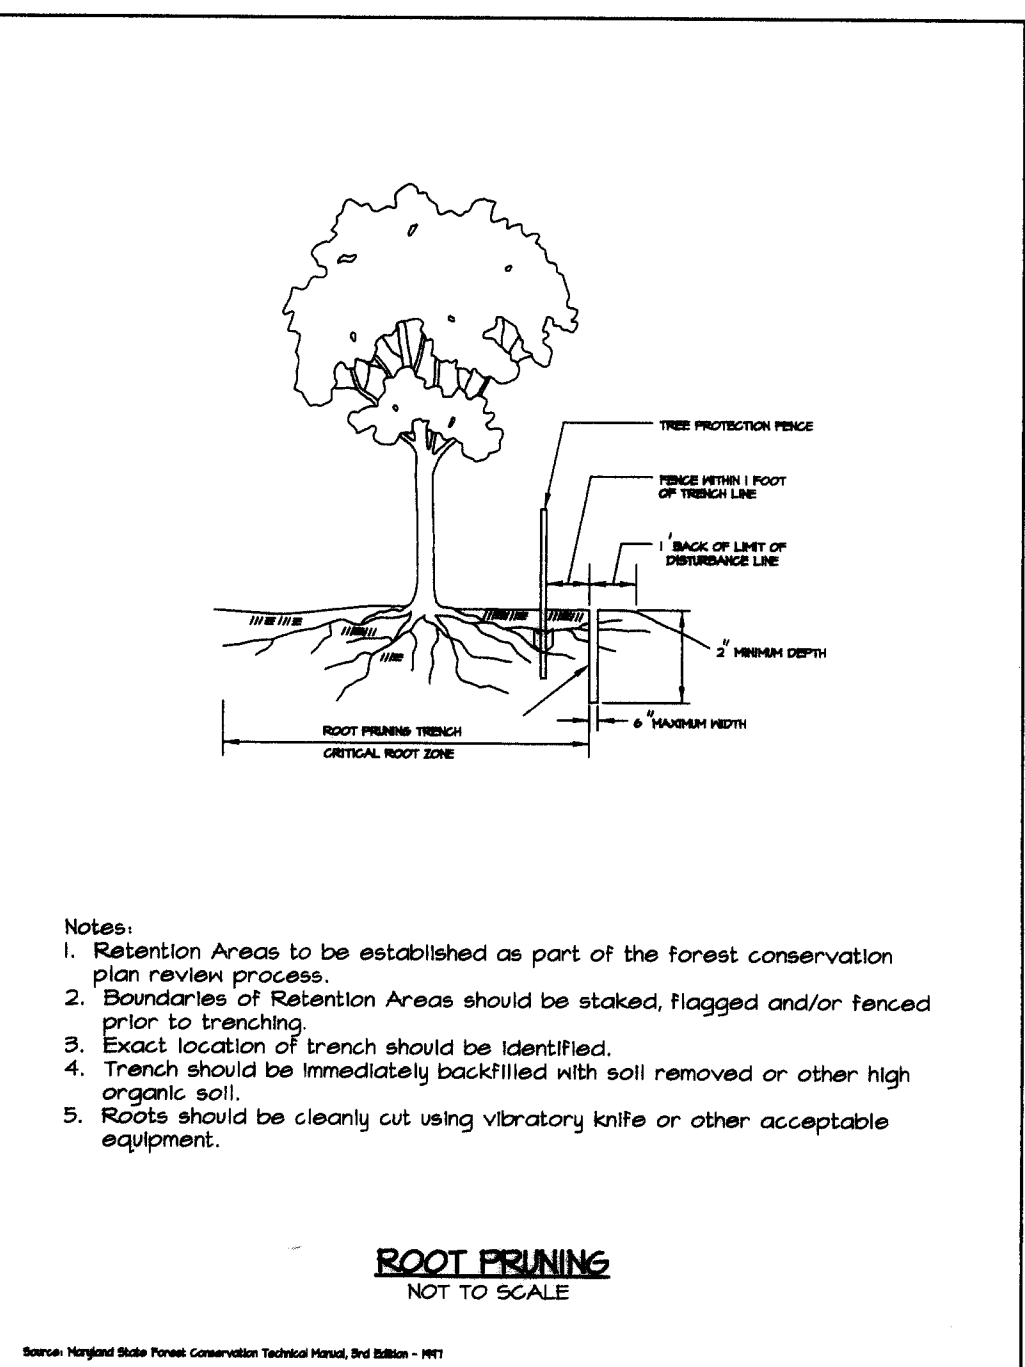 TREE PROTECTION FENCE
FENCE WITHIN 1 FOOT
OF TRENCH LINE
1' BACK OF LIMIT OF
DISTURBANCE LINE
2" MINIMUM DEPTH
6" MAXIMUM WIDTH
ROOT PRUNING TRENCH
CRITICAL ROOT ZONE
Notes:
1. Retention Areas to be established as part of the forest conservation
plan review process.
2. Boundaries of Retention Areas should be staked, flagged and/or fenced
prior to trenching.
3. Exact location of trench should be identified.
4. Trench should be immediately backfilled with soil removed or other high
organic soil.
5. Roots should be cleanly cut using vibratory knife or other acceptable
equipment.
ROOT PRUNING
NOT TO SCALE
Source: Maryland State Forest Conservation Technical Manual, 3rd Edition - 1997